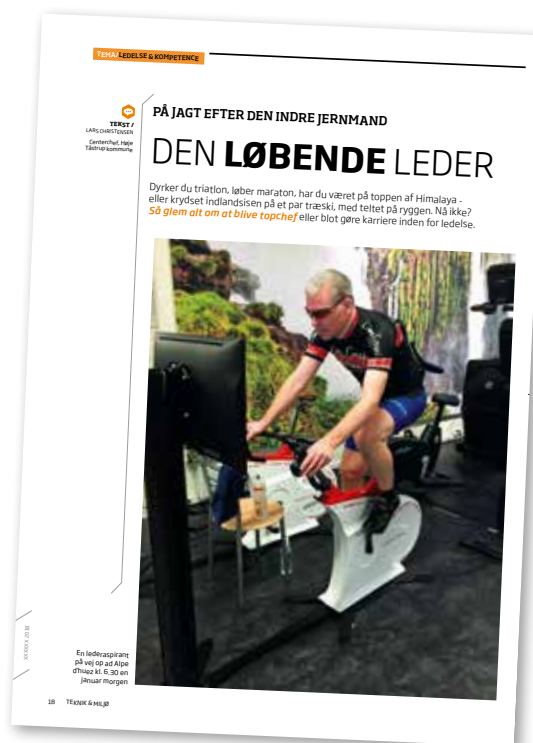 TEMA/LEDELSE & KOMPETENCE
TEKST /
LARS CHRISTENSEN
Centerchef, Høje
Tåstrup kommune
PÅ JAGT EFTER DEN INDRE JERNMAND
DEN LØBENDE LEDER
Dyrker du triatlon, løber maraton, har du været på toppen af Himalaya -
eller krydset indlandsisen på et par træski, med teltet på ryggen. Nå ikke?
Så glem alt om at blive topchef eller blot gøre karriere inden for ledelse.
En lederaspirant
på vej op ad Alpe
d'huez kl. 6.30 en
januar morgen
18 TEKNIK & MILJØ